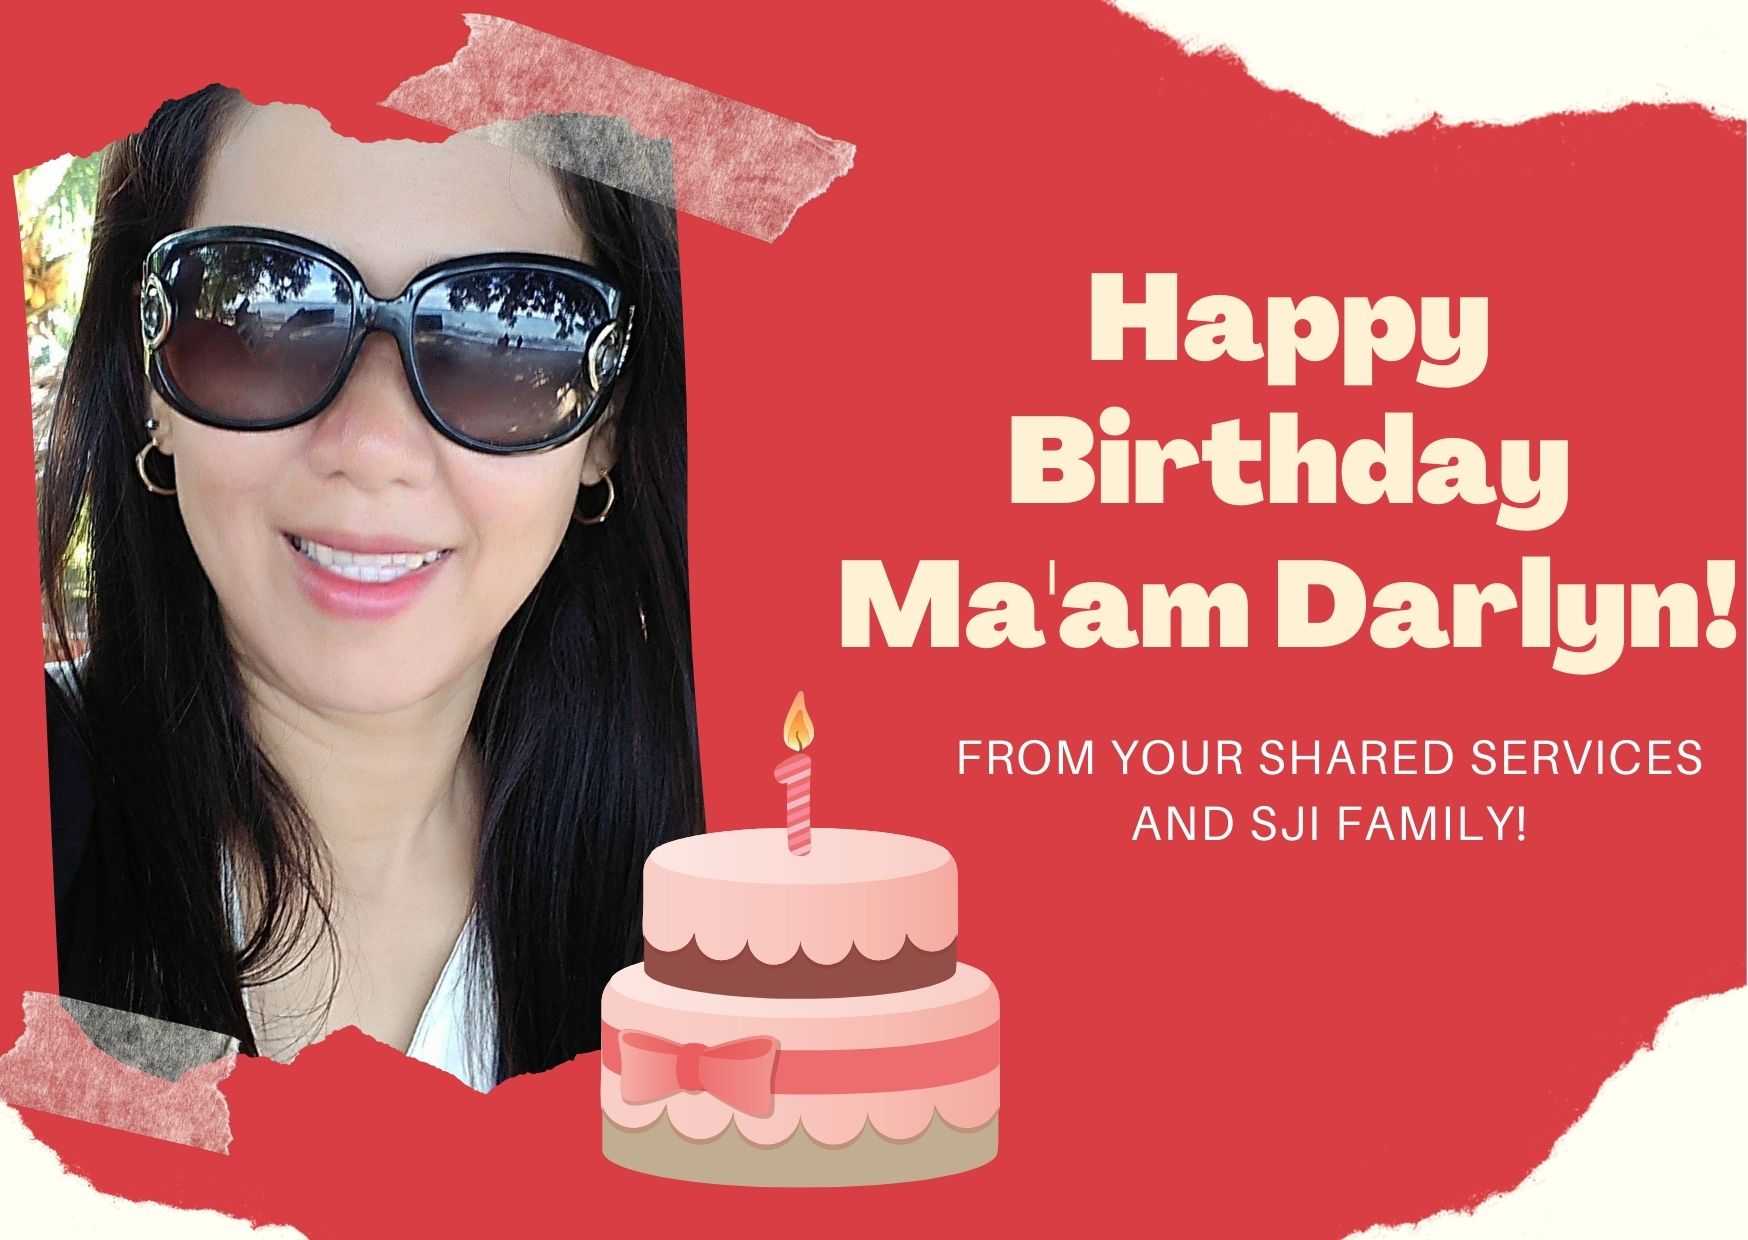 Happy
Birthday
Ma'am Darlyn!
FROM YOUR SHARED SERVICES
AND SJI FAMILY!